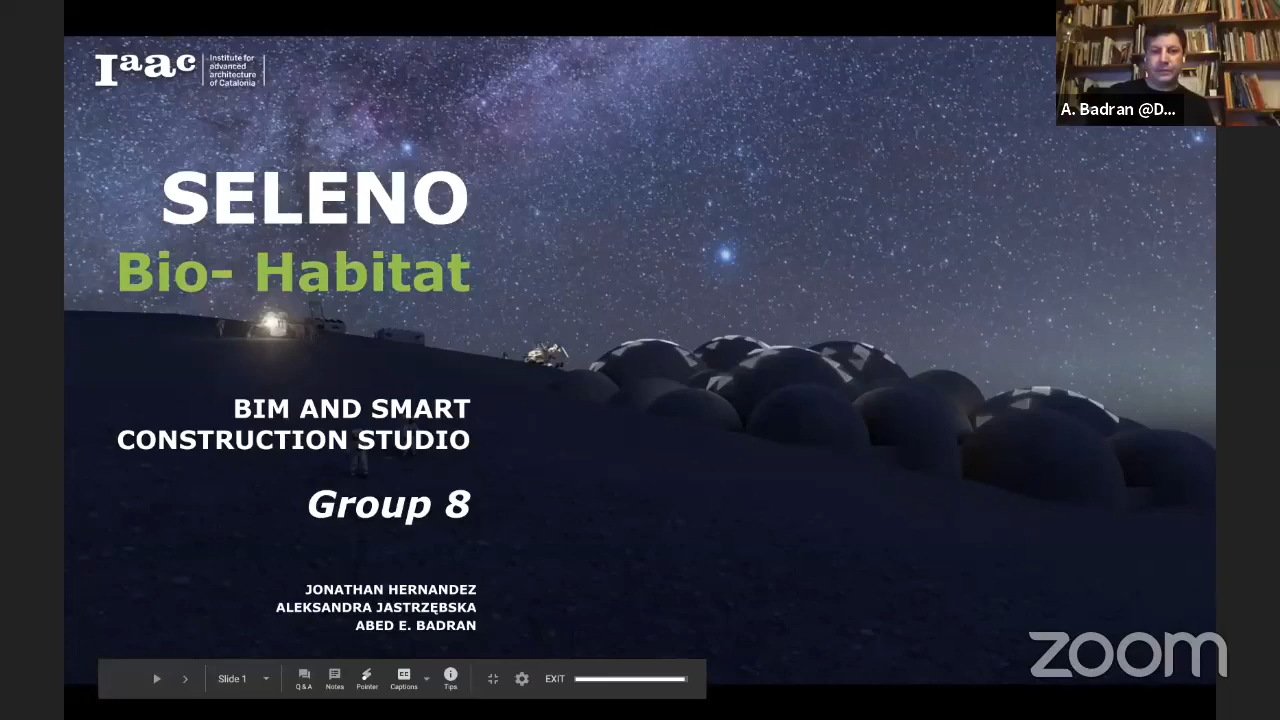 Iaac
Institute for
advanced
architecture
of Catalonia
A. Badran @D...
SELENO
Bio- Habitat
BIM AND SMART
CONSTRUCTION STUDIO
Group 8
JONATHAN HERNANDEZ
ALEKSANDRA JASTRZĘBSKA
ABED E. BADRAN
Slide 1
Q & A
Notes
Pointer
CC
Captions
Tips
EXIT
zoom